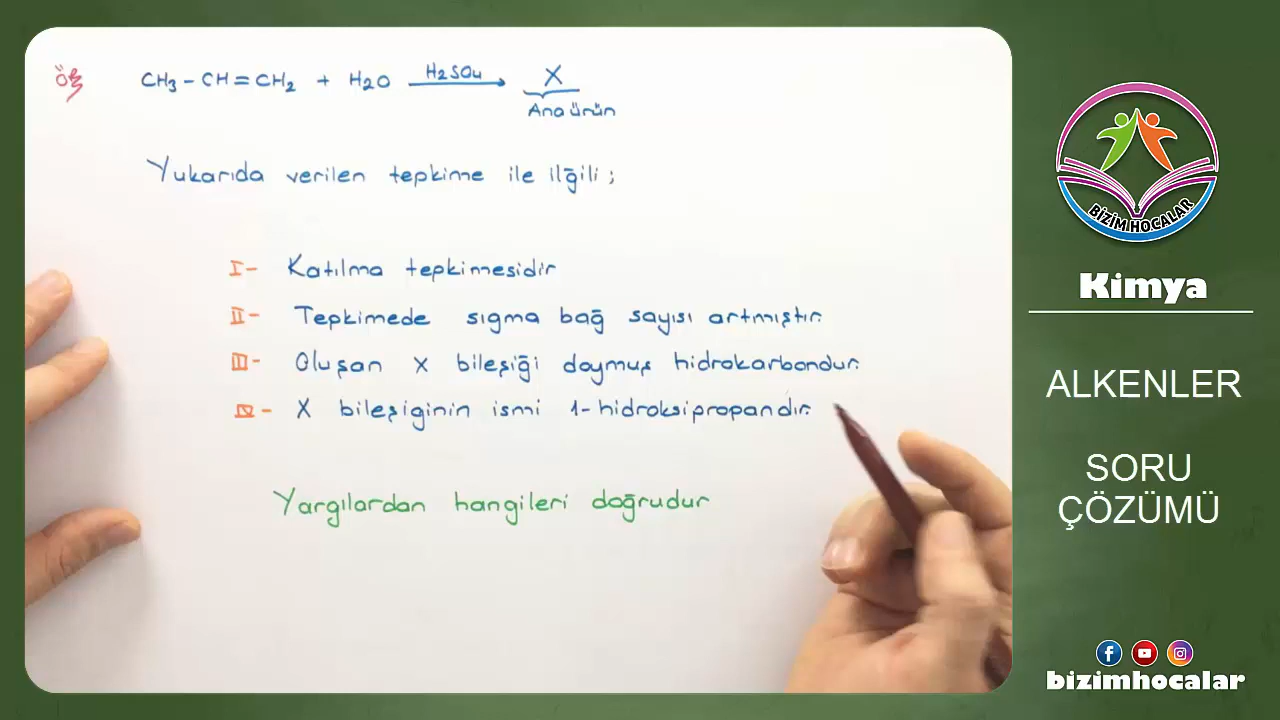 Örn
CH3 - CH = CH2 + H2O H2SO4 X
Ana ürün
Yukarıda verilen tepkime ile ilgili;
I- Katılma tepkimesidir
II- Tepkimede sigma bağ sayısı artmıştır.
III- Oluşan X bileşiği doymuş hidrokarbondur.
IV- X bileşiginin ismi 1-hidroksipropandır.
Yargılardan hangileri doğrudur
BİZİM HOCALAR
Kimya
ALKENLER
SORU
ÇÖZÜMÜ
bizimhocalar